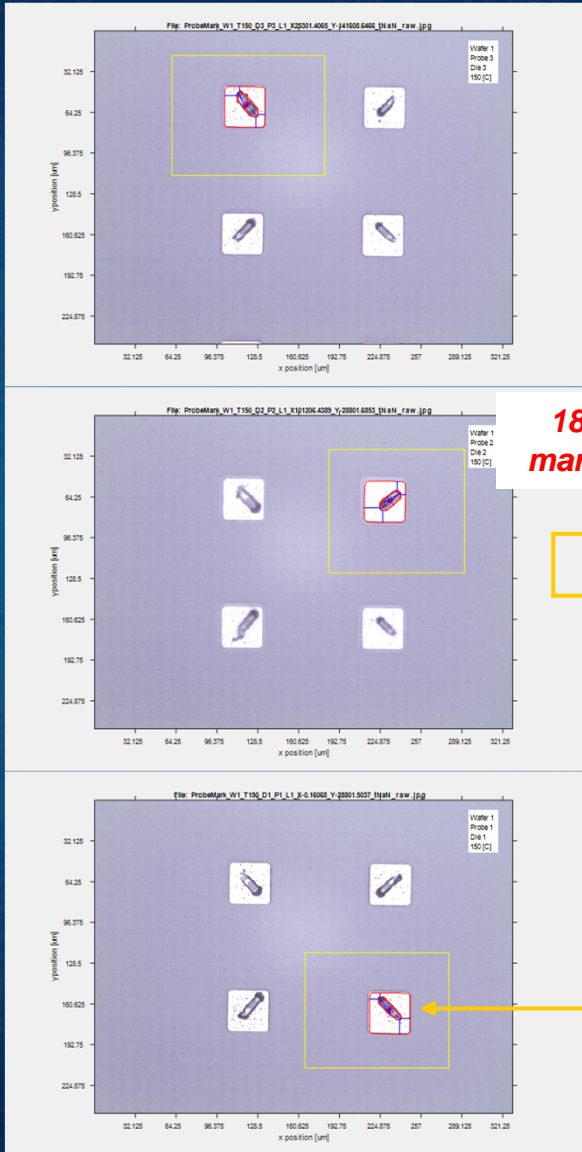 File: ProbeMark_W1_T150_D3_P3_L1_X25301.4065_Y-141608.6466_tNaN_raw.jpg
Wafer 1
Probe 3
Die 3
150 [C]
32.125
64.25
96.375
128.5
160.625
192.75
224.875
yposition [um]
32.125 64.25 96.375 128.5 160.625 192.75 224.875 257 289.125 321.25
x position [um]
File: ProbeMark_W1_T150_D2_P2_L1_X101206.4389_Y-28801.6853_tNaN_raw.jpg
Wafer 1
Probe 2
Die 2
150 [C]
18
mar
32.125
64.25
96.375
128.5
160.625
192.75
224.875
yposition [um]
32.125 64.25 96.375 128.5 160.625 192.75 224.875 257 289.125 321.25
x position [um]
File: ProbeMark_W1_T150_D1_P1_L1_X-0.16068_Y-28801.5037_tNaN_raw.jpg
Wafer 1
Probe 1
Die 1
150 [C]
32.125
64.25
96.375
128.5
160.625
192.75
224.875
yposition [um]
32.125 64.25 96.375 128.5 160.625 192.75 224.875 257 289.125 321.25
x position [um]